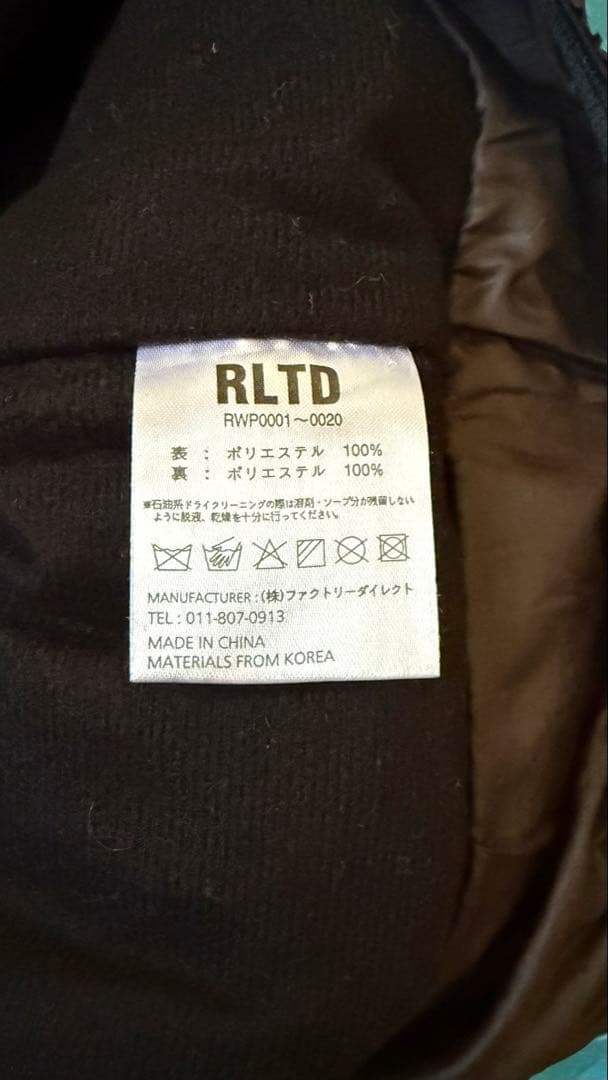 RLTD
RWP0001～0020
表 : ポリエステル 100%
裏 : ポリエステル 100%
※石油系ドライクリーニングの際は溶剤・ソープ分が残留しない
ように脱液、乾燥を十分に行ってください。
MANUFACTURER : (株)ファクトリーダイレクト
TEL : 011-807-0913
MADE IN CHINA
MATERIALS FROM KOREA